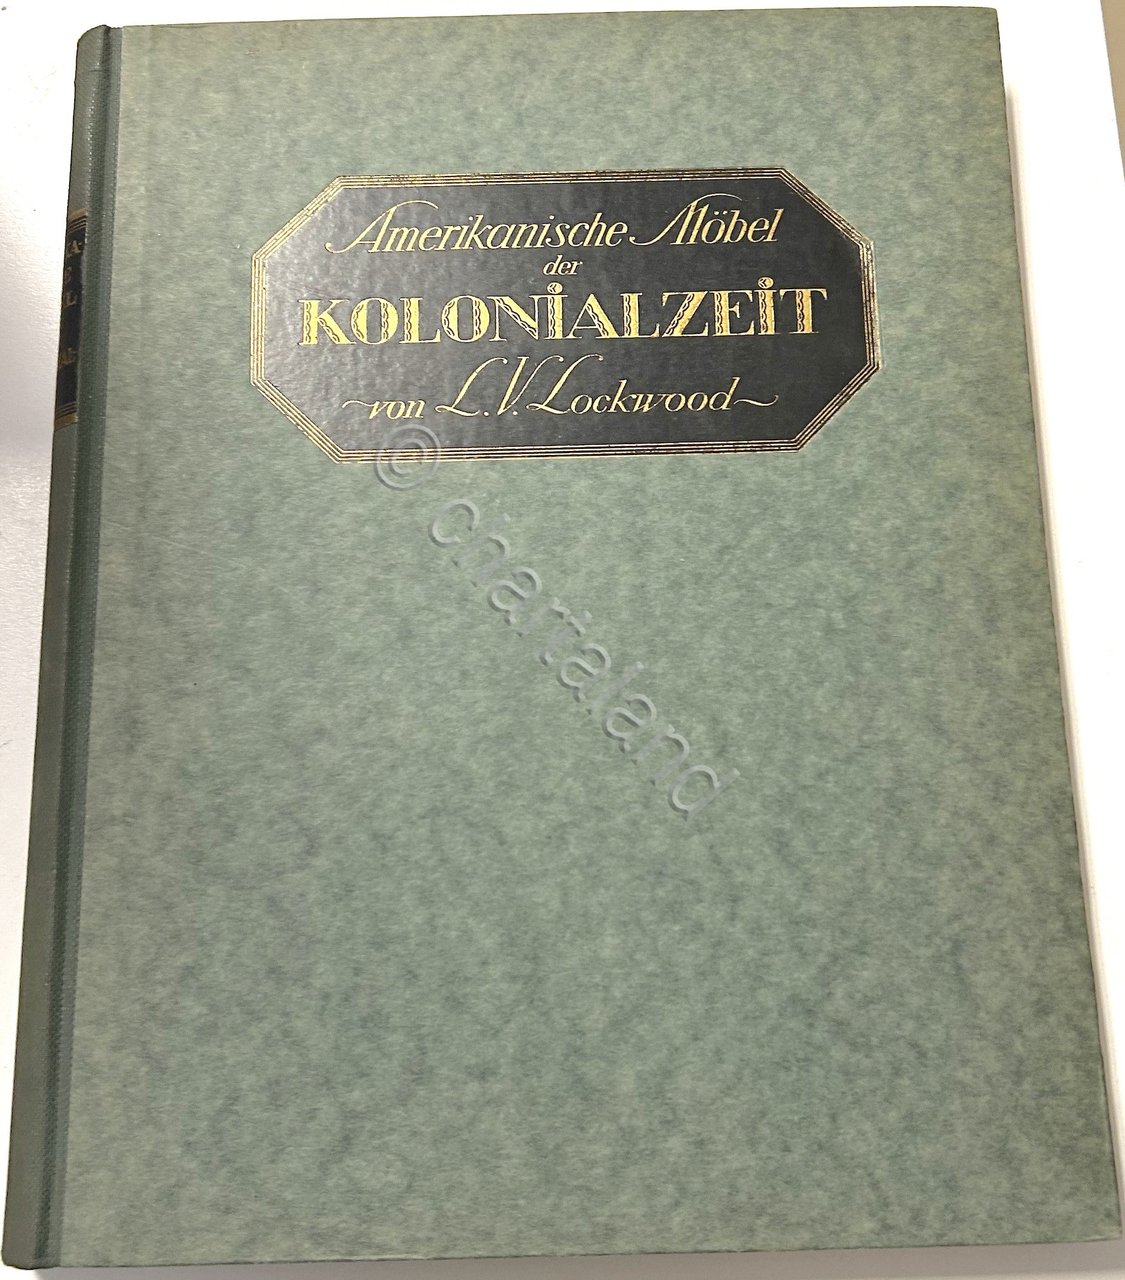 Amerikanische Möbel
der
KOLONIALZEIT
von L. V. Lockwood
© chartaland